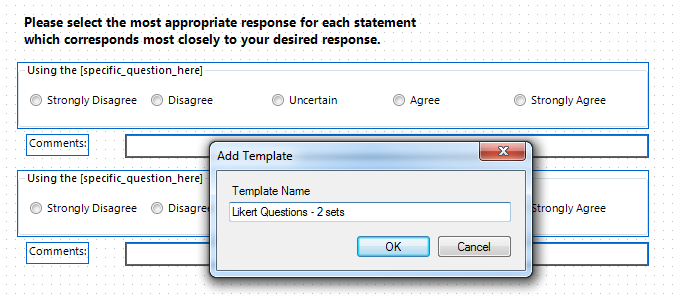 Please select the most appropriate response for each statement
which corresponds most closely to your desired response.
Using the [specific_question_here]
Strongly Disagree Disagree Uncertain Agree Strongly Agree
Comments:
Add Template
Template Name
Likert Questions - 2 sets
OK Cancel
Using the [specific_question_here]
Strongly Disagree Disagre Strongly Agree
Comments: